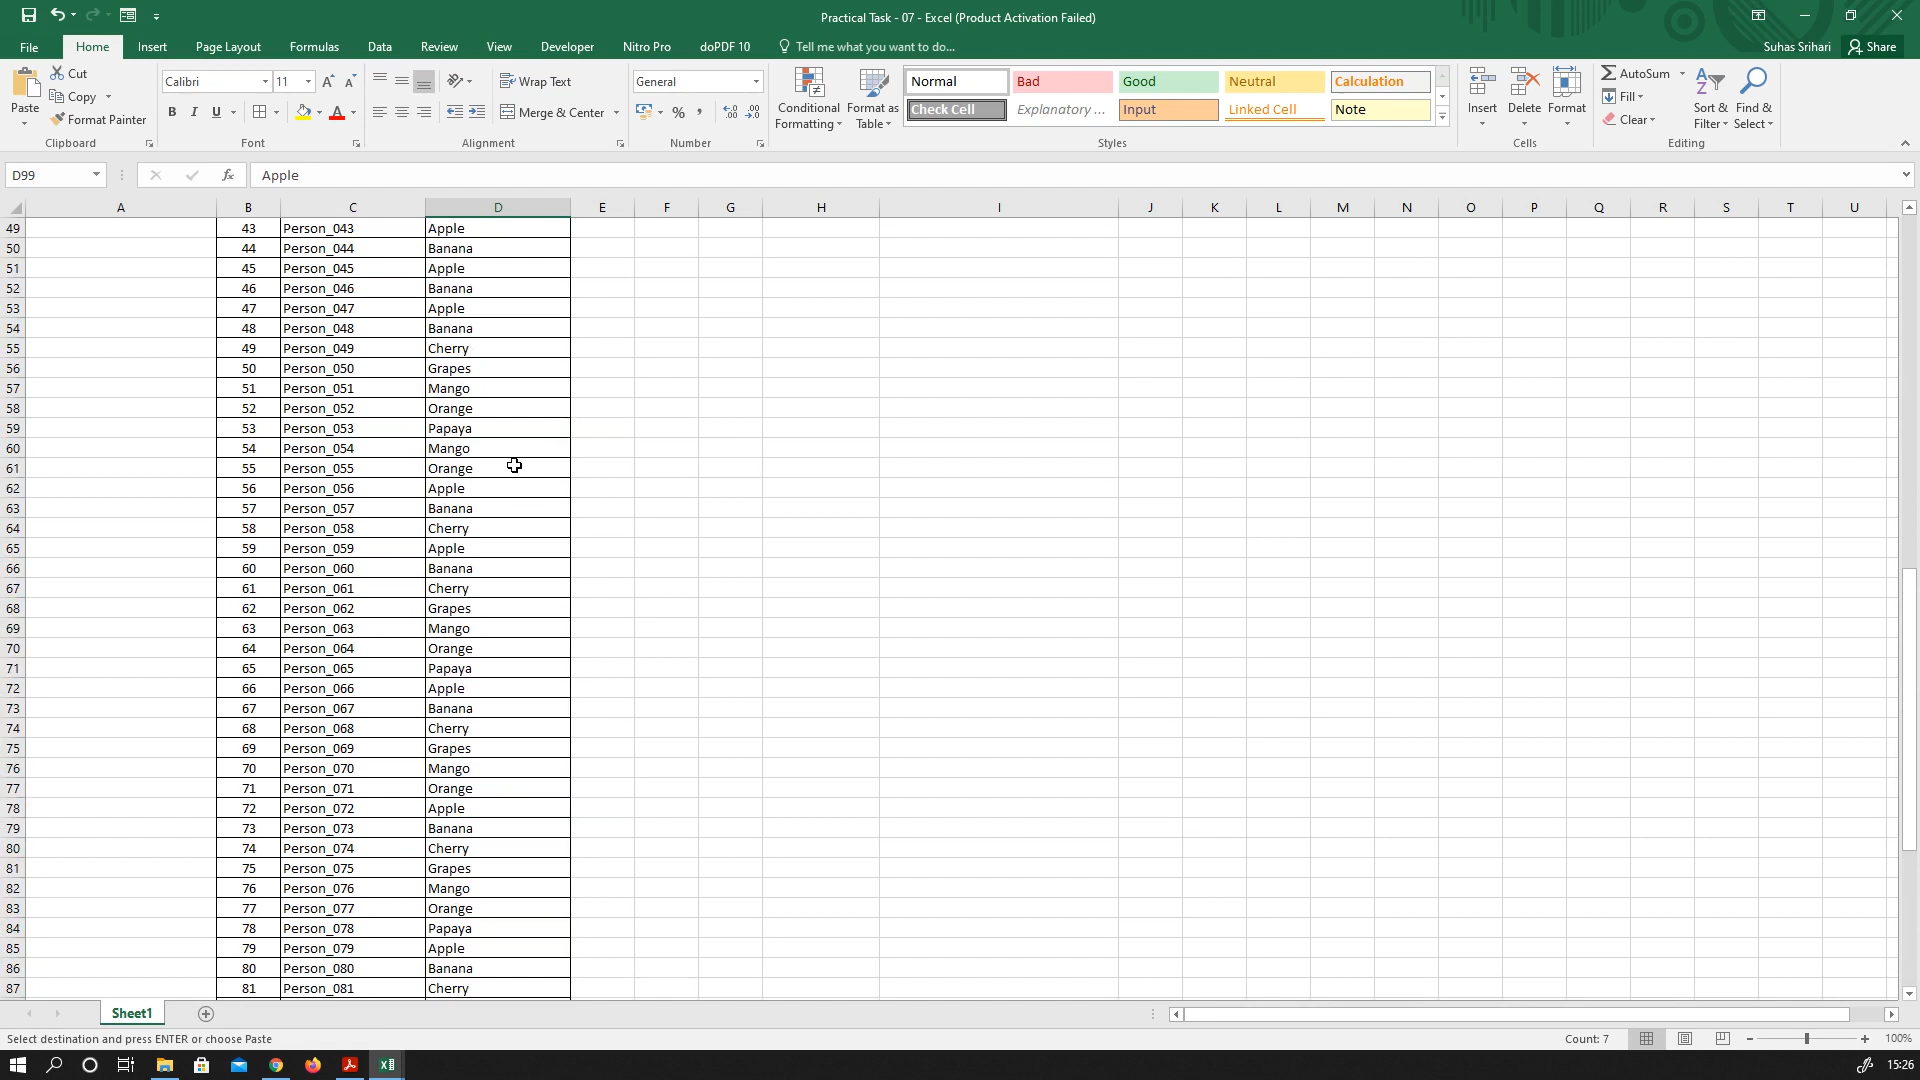 Practical Task - 07 - Excel (Product Activation Failed)
File Home Insert Page Layout Formulas Data Review View Developer Nitro Pro doPDF 10 Tell me what you want to do... Suhas Srihari Share
Paste Cut Copy Format Painter Clipboard
Calibri 11 B I U A Font
Wrap Text Merge & Center Alignment
General % , Number
Conditional Formatting Format as Table
Normal Bad Good Neutral Calculation
Check Cell Explanatory ... Input Linked Cell Note
Styles
Insert Delete Format Cells
AutoSum Fill Clear Sort & Filter Find & Select Editing
D99 fx Apple
A B C D E F G H I J K L M N O P Q R S T U
49 43 Person_043 Apple
50 44 Person_044 Banana
51 45 Person_045 Apple
52 46 Person_046 Banana
53 47 Person_047 Apple
54 48 Person_048 Banana
55 49 Person_049 Cherry
56 50 Person_050 Grapes
57 51 Person_051 Mango
58 52 Person_052 Orange
59 53 Person_053 Papaya
60 54 Person_054 Mango
61 55 Person_055 Orange
62 56 Person_056 Apple
63 57 Person_057 Banana
64 58 Person_058 Cherry
65 59 Person_059 Apple
66 60 Person_060 Banana
67 61 Person_061 Cherry
68 62 Person_062 Grapes
69 63 Person_063 Mango
70 64 Person_064 Orange
71 65 Person_065 Papaya
72 66 Person_066 Apple
73 67 Person_067 Banana
74 68 Person_068 Cherry
75 69 Person_069 Grapes
76 70 Person_070 Mango
77 71 Person_071 Orange
78 72 Person_072 Apple
79 73 Person_073 Banana
80 74 Person_074 Cherry
81 75 Person_075 Grapes
82 76 Person_076 Mango
83 77 Person_077 Orange
84 78 Person_078 Papaya
85 79 Person_079 Apple
86 80 Person_080 Banana
87 81 Person_081 Cherry
Sheet1
Select destination and press ENTER or choose Paste Count: 7 100%
15:26